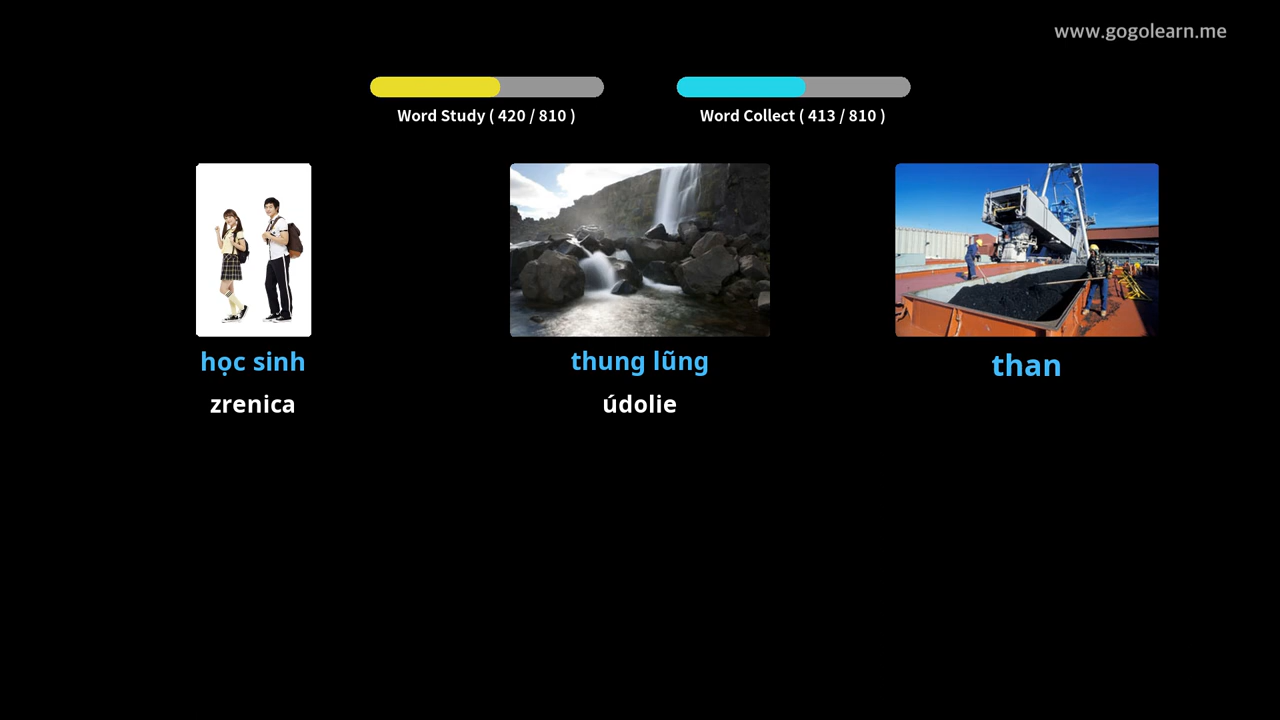 www.gogolearn.me
Word Study ( 420 / 810 )
Word Collect ( 413 / 810 )
học sinh
zrenica
thung lũng
údolie
than